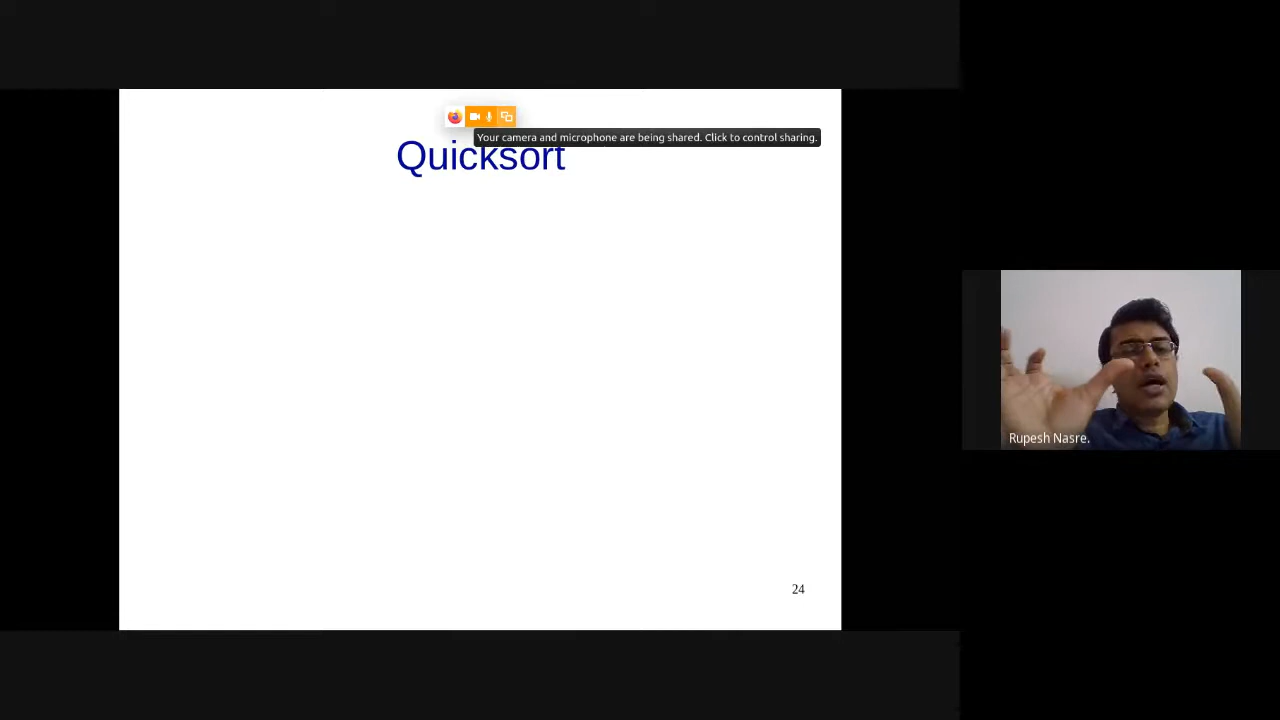 Your camera and microphone are being shared. Click to control sharing.
Quicksort
24
Rupesh Nasre.